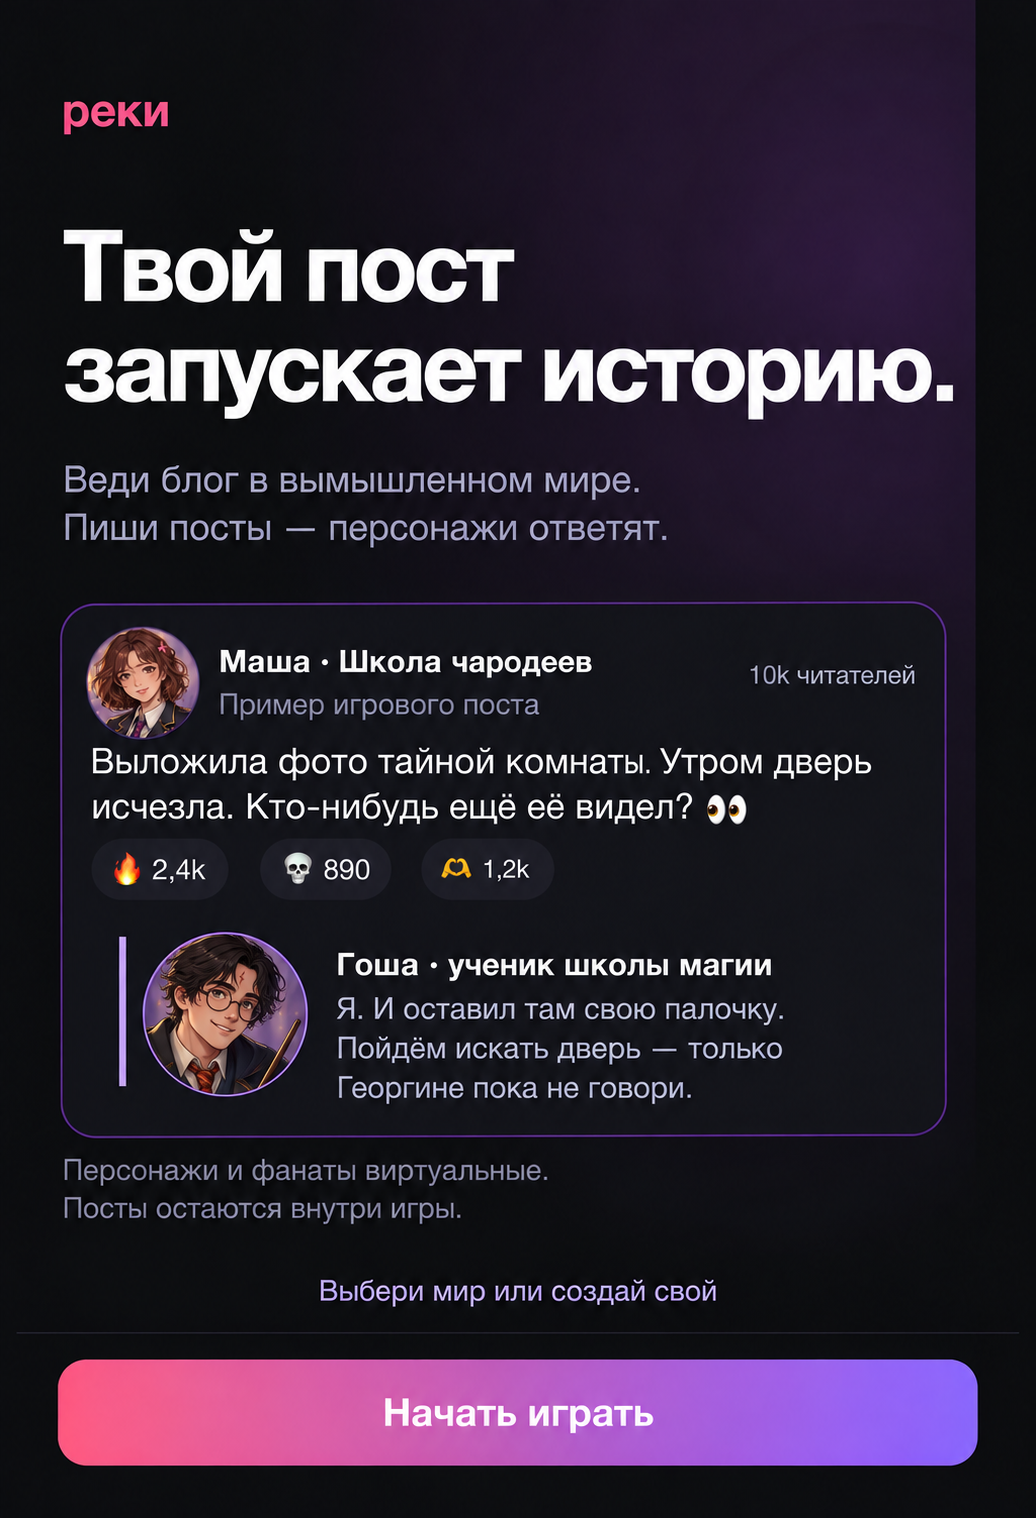 реки
Твой пост
запускает историю.
Веди блог в вымышленном мире.
Пиши посты — персонажи ответят.
Маша · Школа чародеев
10k читателей
Пример игрового поста
Выложила фото тайной комнаты. Утром дверь
исчезла. Кто-нибудь ещё её видел? 👀
🔥 2,4k 💀 890 🫶 1,2k
Гоша · ученик школы магии
Я. И оставил там свою палочку.
Пойдём искать дверь — только
Георгине пока не говори.
Персонажи и фанаты виртуальные.
Посты остаются внутри игры.
Выбери мир или создай свой
Начать играть